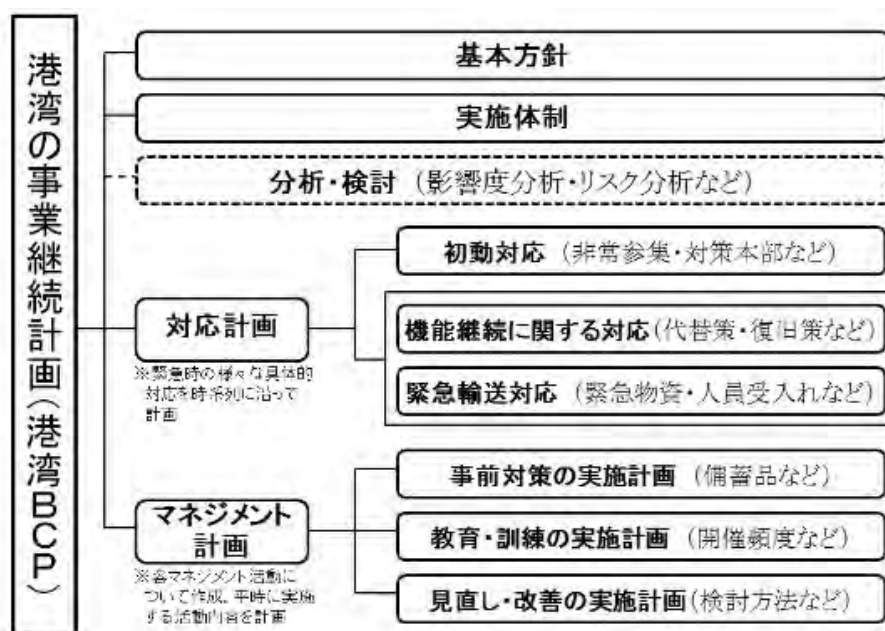 港湾の事業継続計画(港湾BCP)
基本方針
実施体制
分析・検討 (影響度分析・リスク分析など)
対応計画
※緊急時の様々な具体的
対応を時系列に沿って
計画
初動対応 (非常参集・対策本部など)
機能継続に関する対応(代替策・復旧策など)
緊急輸送対応 (緊急物資・人員受入れなど)
マネジメント
計画
※各マネジメント活動に
ついて作成、平時に実施
する活動内容を計画
事前対策の実施計画 (備蓄品など)
教育・訓練の実施計画 (開催頻度など)
見直し・改善の実施計画(検討方法など)